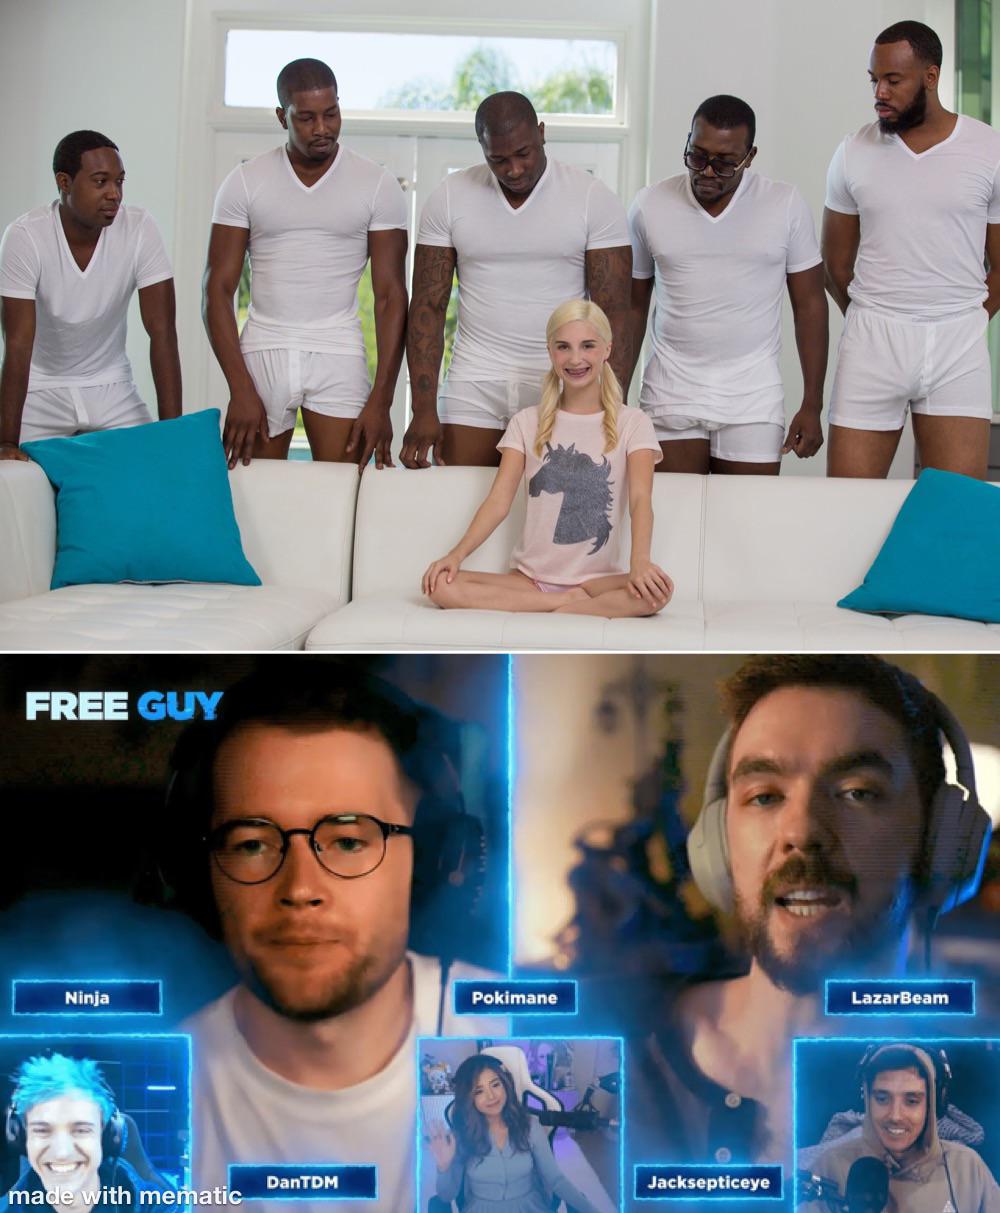 FREE GUY
Ninja
Pokimane
LazarBeam
DanTDM
Jacksepticeye
made with mematic